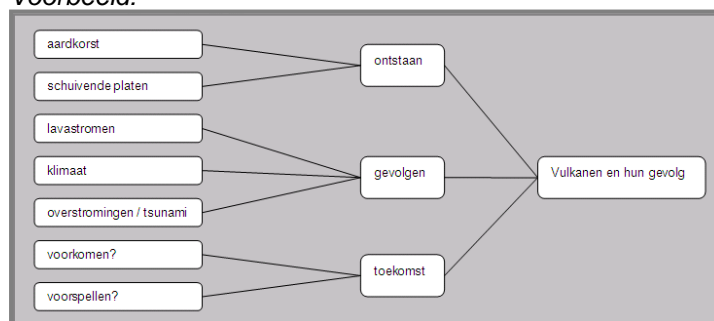 Voorbeeld:
aardkorst
schuivende platen
lavastromen
klimaat
overstromingen / tsunami
voorkomen?
voorspellen?
ontstaan
gevolgen
toekomst
Vulkanen en hun gevolg